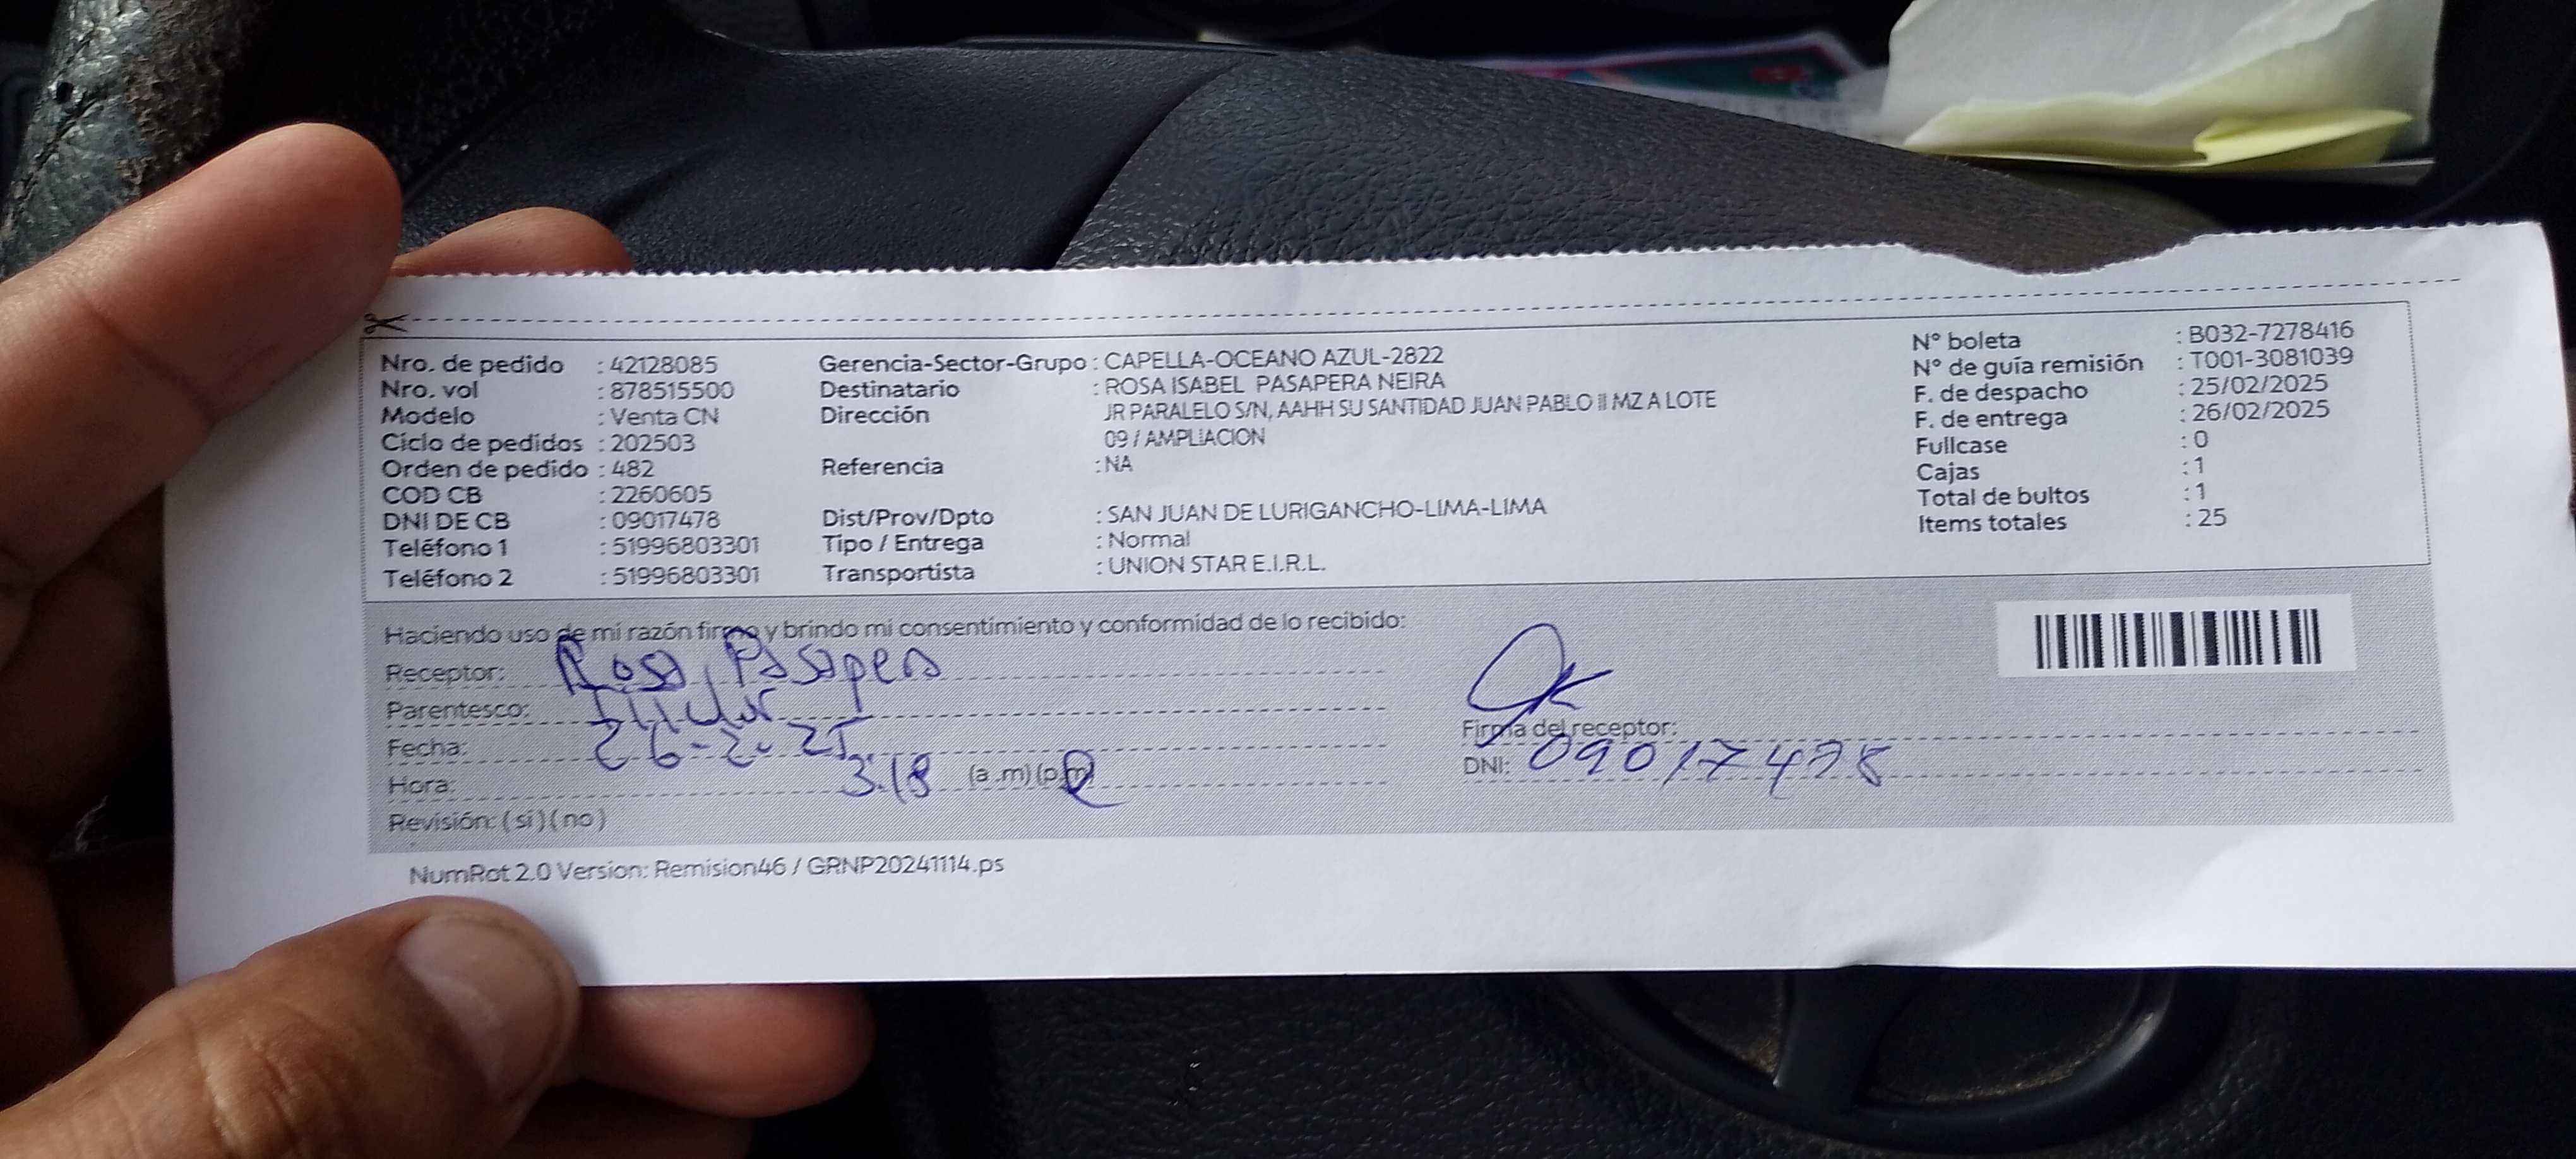 Nro. de pedido : 42128085
Nro. vol : 878515500
Modelo : Venta CN
Ciclo de pedidos : 202503
Orden de pedido : 482
COD CB : 2260605
DNI DE CB : 09017478
Teléfono 1 : 51996803301
Teléfono 2 : 51996803301
Gerencia-Sector-Grupo : CAPELLA-OCEANO AZUL-2822
Destinatario : ROSA ISABEL PASAPERA NEIRA
Dirección JR PARALELO S/N, AAHH SU SANTIDAD JUAN PABLO II MZ A LOTE
09 / AMPLIACION
Referencia : NA
Dist/Prov/Dpto : SAN JUAN DE LURIGANCHO-LIMA-LIMA
Tipo / Entrega : Normal
Transportista : UNION STAR E.I.R.L.
N° boleta : B032-7278416
N° de guía remisión : T001-3081039
F. de despacho : 25/02/2025
F. de entrega : 26/02/2025
Fullcase : 0
Cajas : 1
Total de bultos : 1
Items totales : 25
Haciendo uso de mi razón firmo y brindo mi consentimiento y conformidad de lo recibido:
Receptor: Rosa Pasapera
Parentesco: Titular
Fecha: 26-2-25
Hora: 3:18 (a.m) (p.m)
Revisión: (si) (no)
Firma del receptor:
DNI: 09017478
NumRot 2.0 Version: Remision46 / GRNP20241114.ps